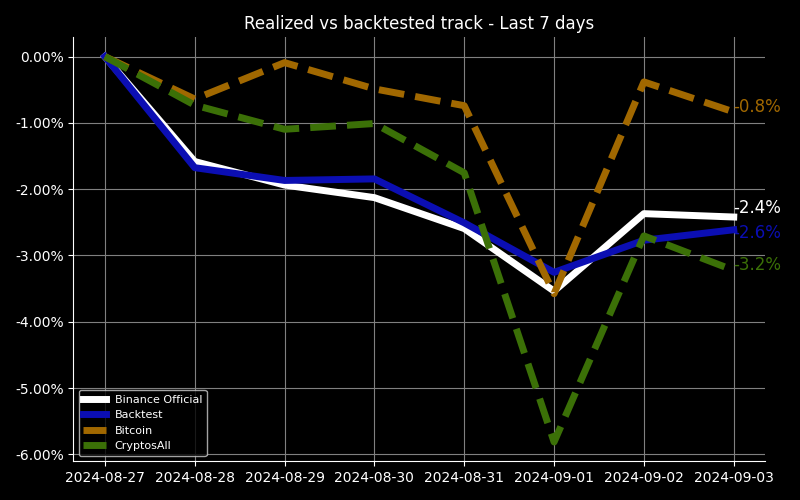 Realized vs backtested track - Last 7 days
0.00%
-1.00%
-2.00%
-3.00%
-4.00%
-5.00%
-6.00%
-0.8%
-2.4%
-2.6%
-3.2%
Binance Official
Backtest
Bitcoin
CryptosAll
2024-08-27 2024-08-28 2024-08-29 2024-08-30 2024-08-31 2024-09-01 2024-09-02 2024-09-03